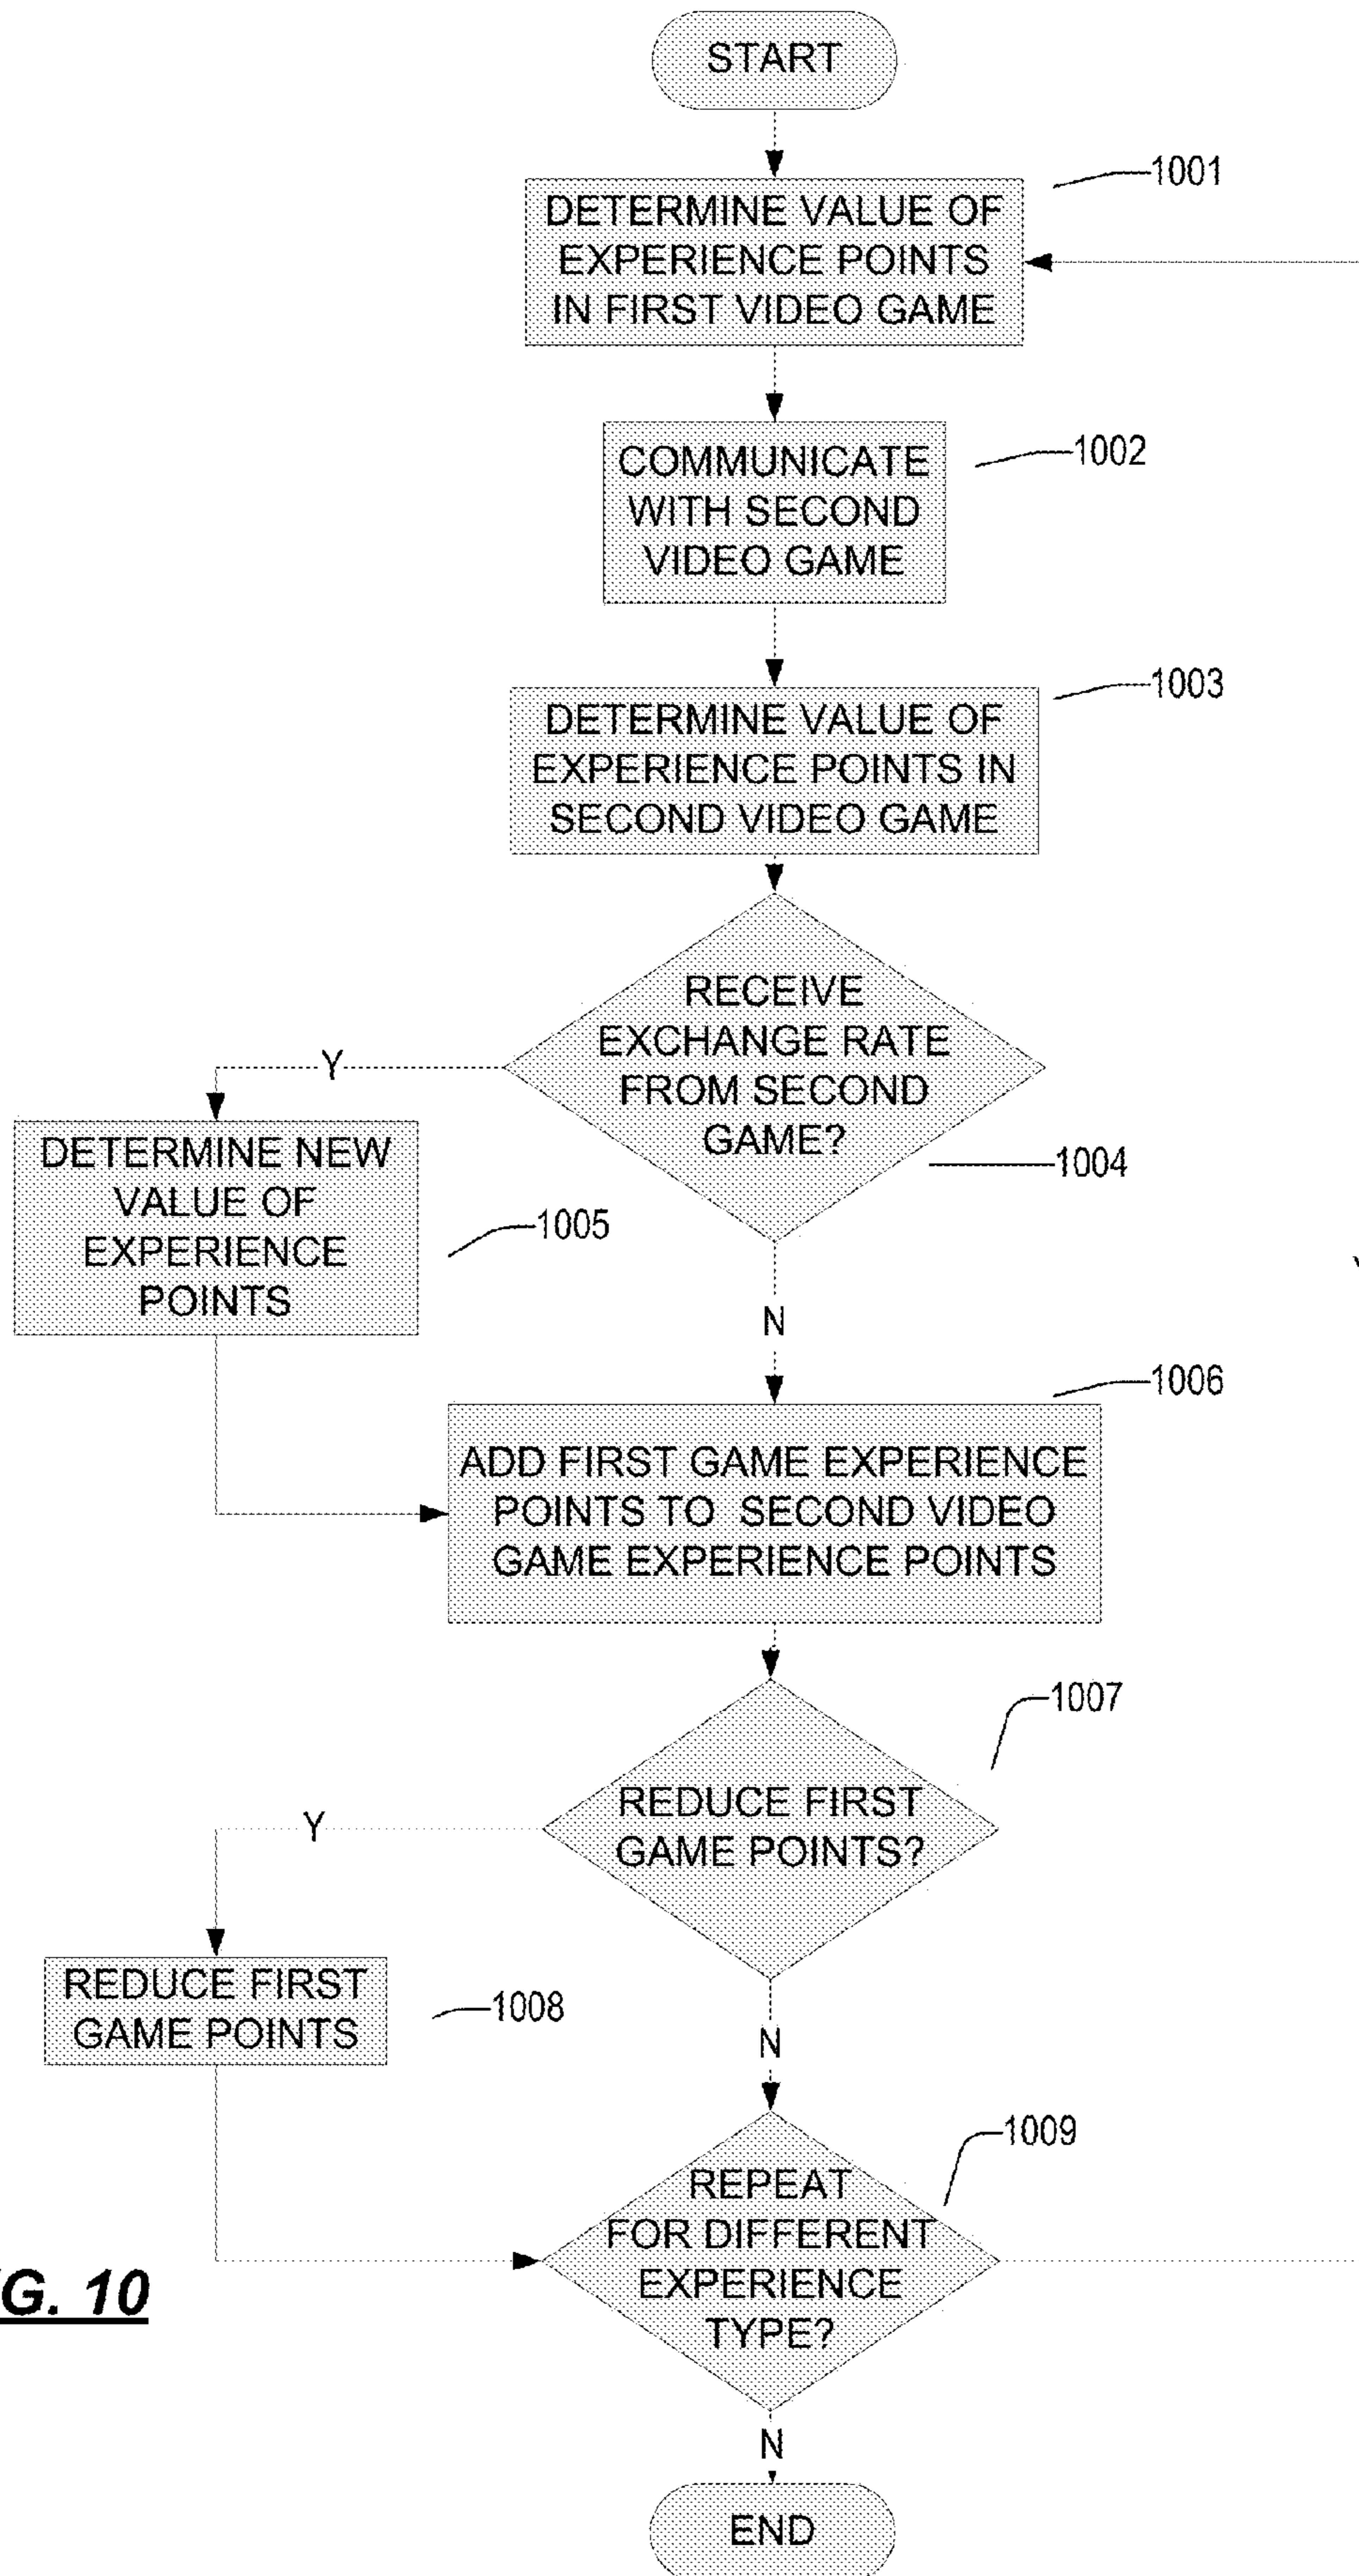 START
1001
DETERMINE VALUE OF
EXPERIENCE POINTS
IN FIRST VIDEO GAME
1002
COMMUNICATE
WITH SECOND
VIDEO GAME
1003
DETERMINE VALUE OF
EXPERIENCE POINTS IN
SECOND VIDEO GAME
RECEIVE
EXCHANGE RATE
FROM SECOND
GAME?
Y
1004
DETERMINE NEW
VALUE OF
EXPERIENCE
POINTS
1005
N
1006
ADD FIRST GAME EXPERIENCE
POINTS TO SECOND VIDEO
GAME EXPERIENCE POINTS
1007
REDUCE FIRST
GAME POINTS?
Y
REDUCE FIRST
GAME POINTS
1008
N
1009
REPEAT
FOR DIFFERENT
EXPERIENCE
TYPE?
G. 10
N
END